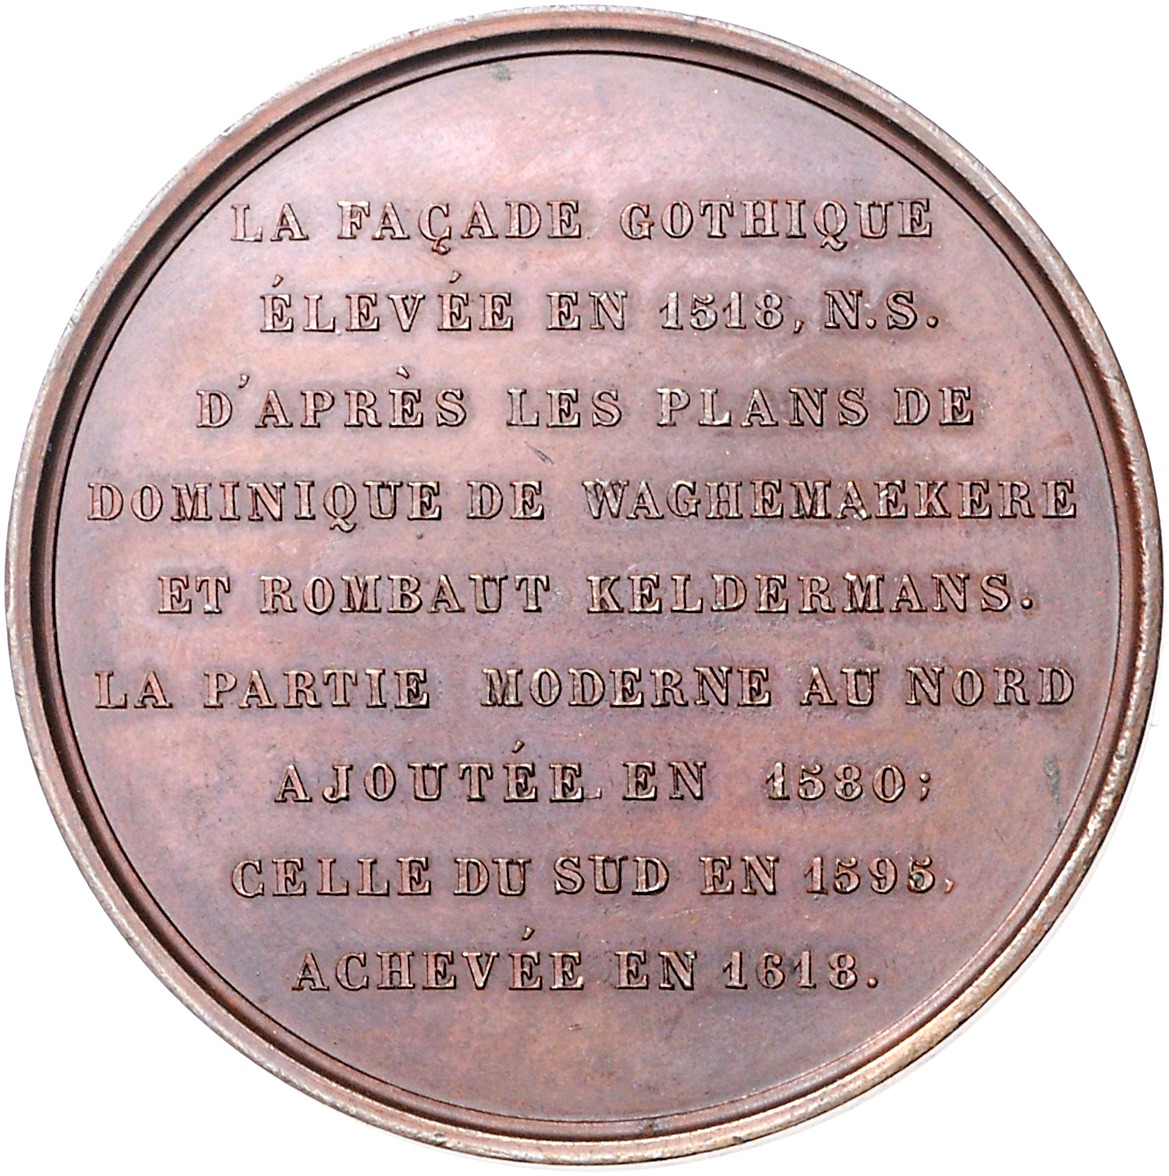 LA FAÇADE GOTHIQUE
ÉLEVÉE EN 1518, N.S.
D'APRÈS LES PLANS DE
DOMINIQUE DE WAGHEMAEKERE
ET ROMBAUT KELDERMANS.
LA PARTIE MODERNE AU NORD
AJOUTÉE EN 1580;
CELLE DU SUD EN 1595,
ACHEVÉE EN 1618.